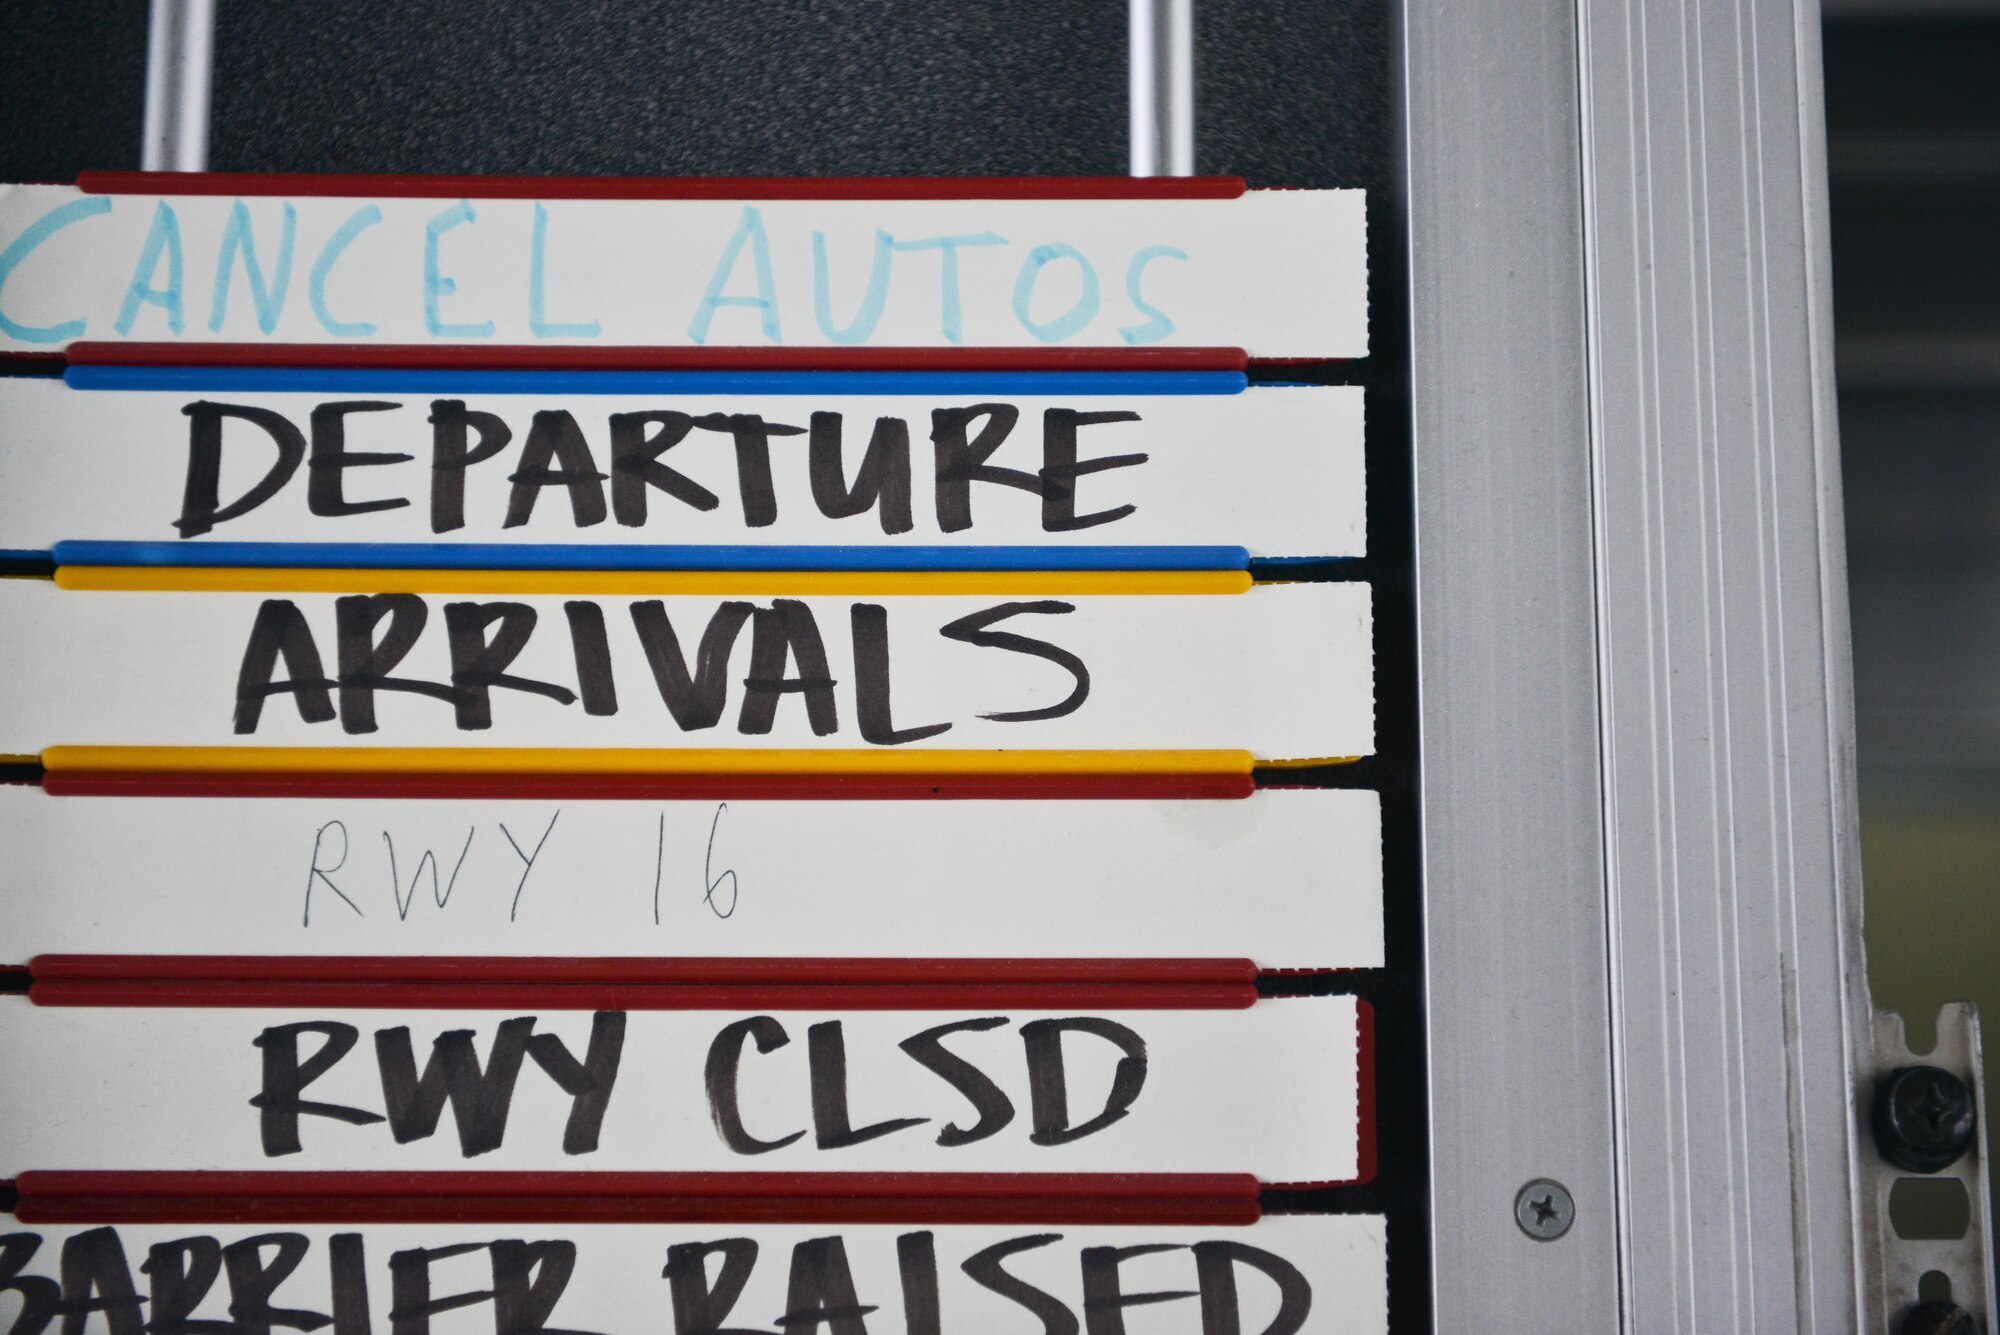 CANCEL AUTOS
DEPARTURE
ARRIVALS
RWY 16
RWY CLSD
BARRIER RAISED